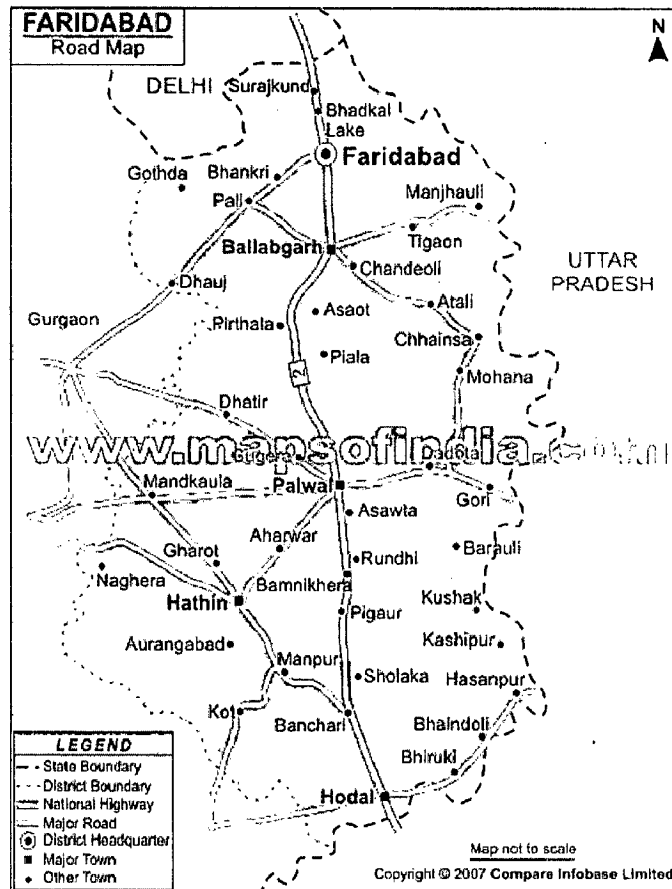 FARIDABAD
Road Map
N
DELHI
Surajkund
Bhadkal
Lake
Faridabad
Gothda
Bhankri
Pali
Manjhauli
Tigaon
Ballabgarh
Chandeoli
UTTAR
PRADESH
Dhauj
Atali
Gurgaon
Pirthala
Asaot
Chhainsa
Piala
2
Mohana
Dhatir
www.mapsofindia.com
Gugera
Dadota
Palwal
Gori
Mandkaula
Asawta
Aharwar
Gharot
Rundhi
Barauli
Naghera
Bamnikhera
Hathin
Pigaur
Kushak
Aurangabad
Kashipur
Manpur
Sholaka
Hasanpur
Kot
Banchari
Bhaindoli
Bhiruki
Hodal
LEGEND
State Boundary
District Boundary
National Highway
Major Road
District Headquarter
Major Town
Other Town
Map not to scale
Copyright © 2007 Compare Infobase Limited